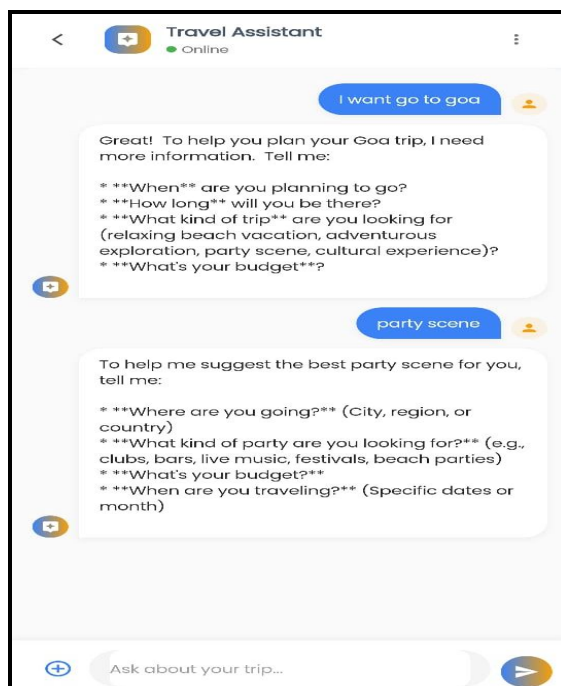 Travel Assistant
Online
I want go to goa
Great!  To help you plan your Goa trip, I need
more information.  Tell me:
* **When** are you planning to go?
* **How long** will you be there?
* **What kind of trip** are you looking for
(relaxing beach vacation, adventurous
exploration, party scene, cultural experience)?
* **What's your budget**?
party scene
To help me suggest the best party scene for you,
tell me:
* **Where are you going?** (City, region, or
country)
* **What kind of party are you looking for?** (e.g.,
clubs, bars, live music, festivals, beach parties)
* **What's your budget?**
* **When are you traveling?** (Specific dates or
month)
Ask about your trip...